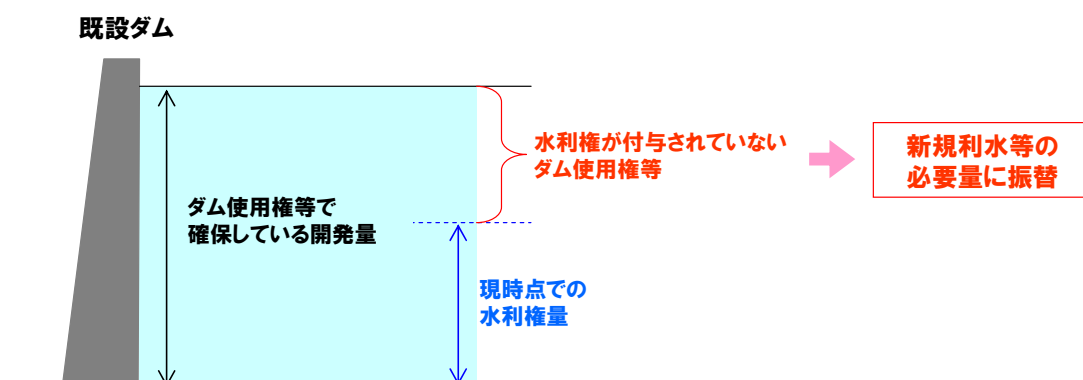 既設ダム
水利権が付与されていない
ダム使用権等
新規利水等の
必要量に振替
ダム使用権等で
確保している開発量
現時点での
水利権量